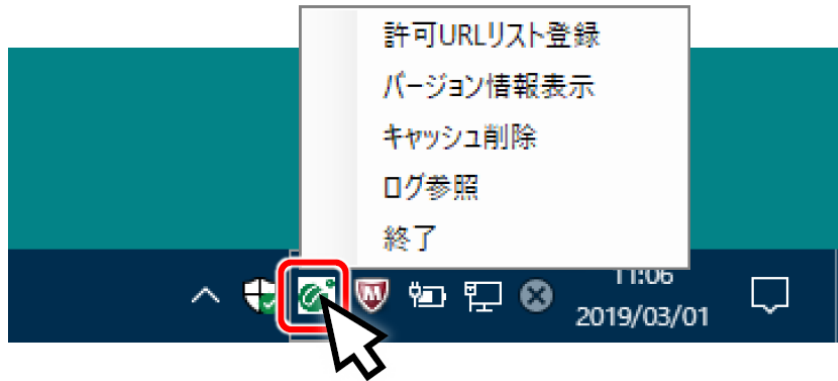 許可URLリスト登録
バージョン情報表示
キャッシュ削除
ログ参照
終了
11:06
2019/03/01